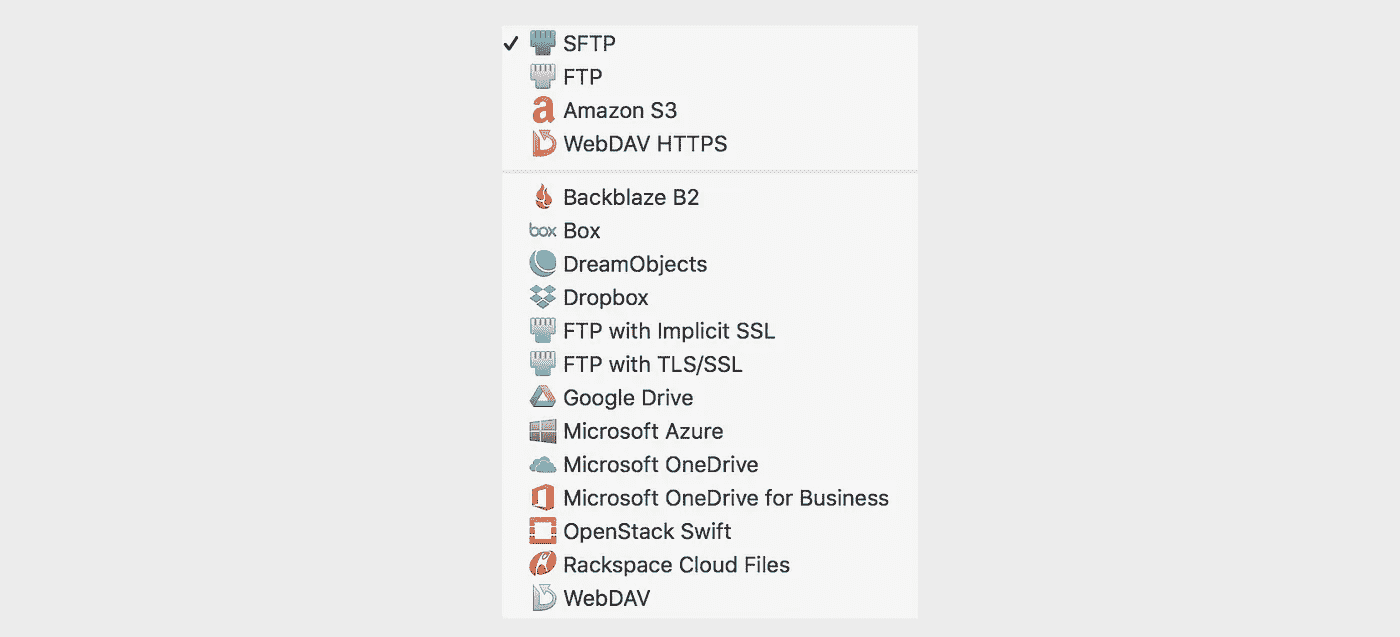 SFTP
FTP
Amazon S3
WebDAV HTTPS
Backblaze B2
box Box
DreamObjects
Dropbox
FTP with Implicit SSL
FTP with TLS/SSL
Google Drive
Microsoft Azure
Microsoft OneDrive
Microsoft OneDrive for Business
OpenStack Swift
Rackspace Cloud Files
WebDAV